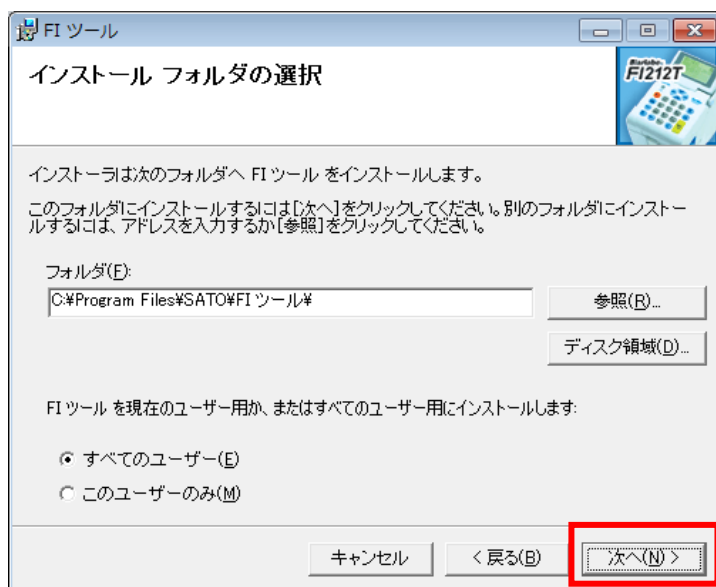 FI ツール
インストール フォルダの選択
FI212T
インストーラは次のフォルダへ FI ツール をインストールします。
このフォルダにインストールするには[次へ]をクリックしてください。別のフォルダにインストー
ルするには、アドレスを入力するか[参照]をクリックしてください。
フォルダ(F):
C:¥Program Files¥SATO¥FI ツール¥
参照(R)...
ディスク領域(D)...
FI ツール を現在のユーザー用か、またはすべてのユーザー用にインストールします:
すべてのユーザー(E)
このユーザーのみ(M)
キャンセル
< 戻る(B)
次へ(N) >